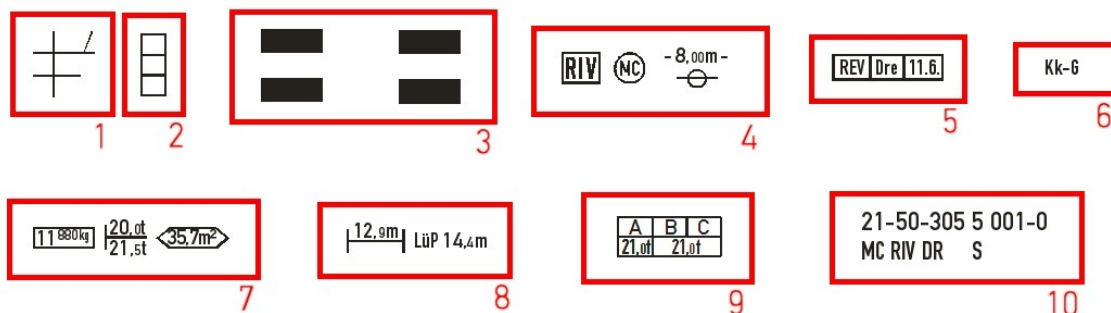 1
2
3
RIV MC -8,00m-
4
REV Dre 11.6.
5
Kk-6
6
11880kg 20,0t 21,5t 35,7m²
7
12,9m LüP 14,4m
8
A B C
21,0t 21,0t
9
21-50-305 5 001-0
MC RIV DR S
10